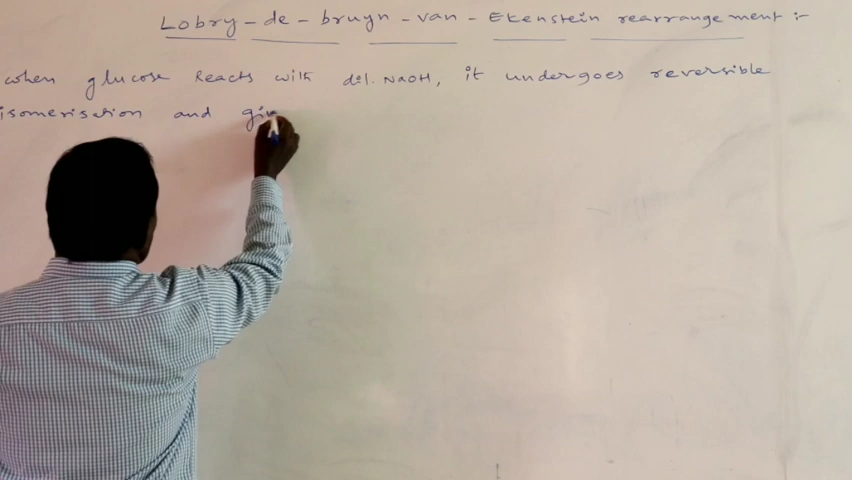 Lobry-de-bruyn-van-Ekenstein rearrangement :-
when glucose Reacts with dil. NaOH, it undergoes reversible
isomerisation and giv